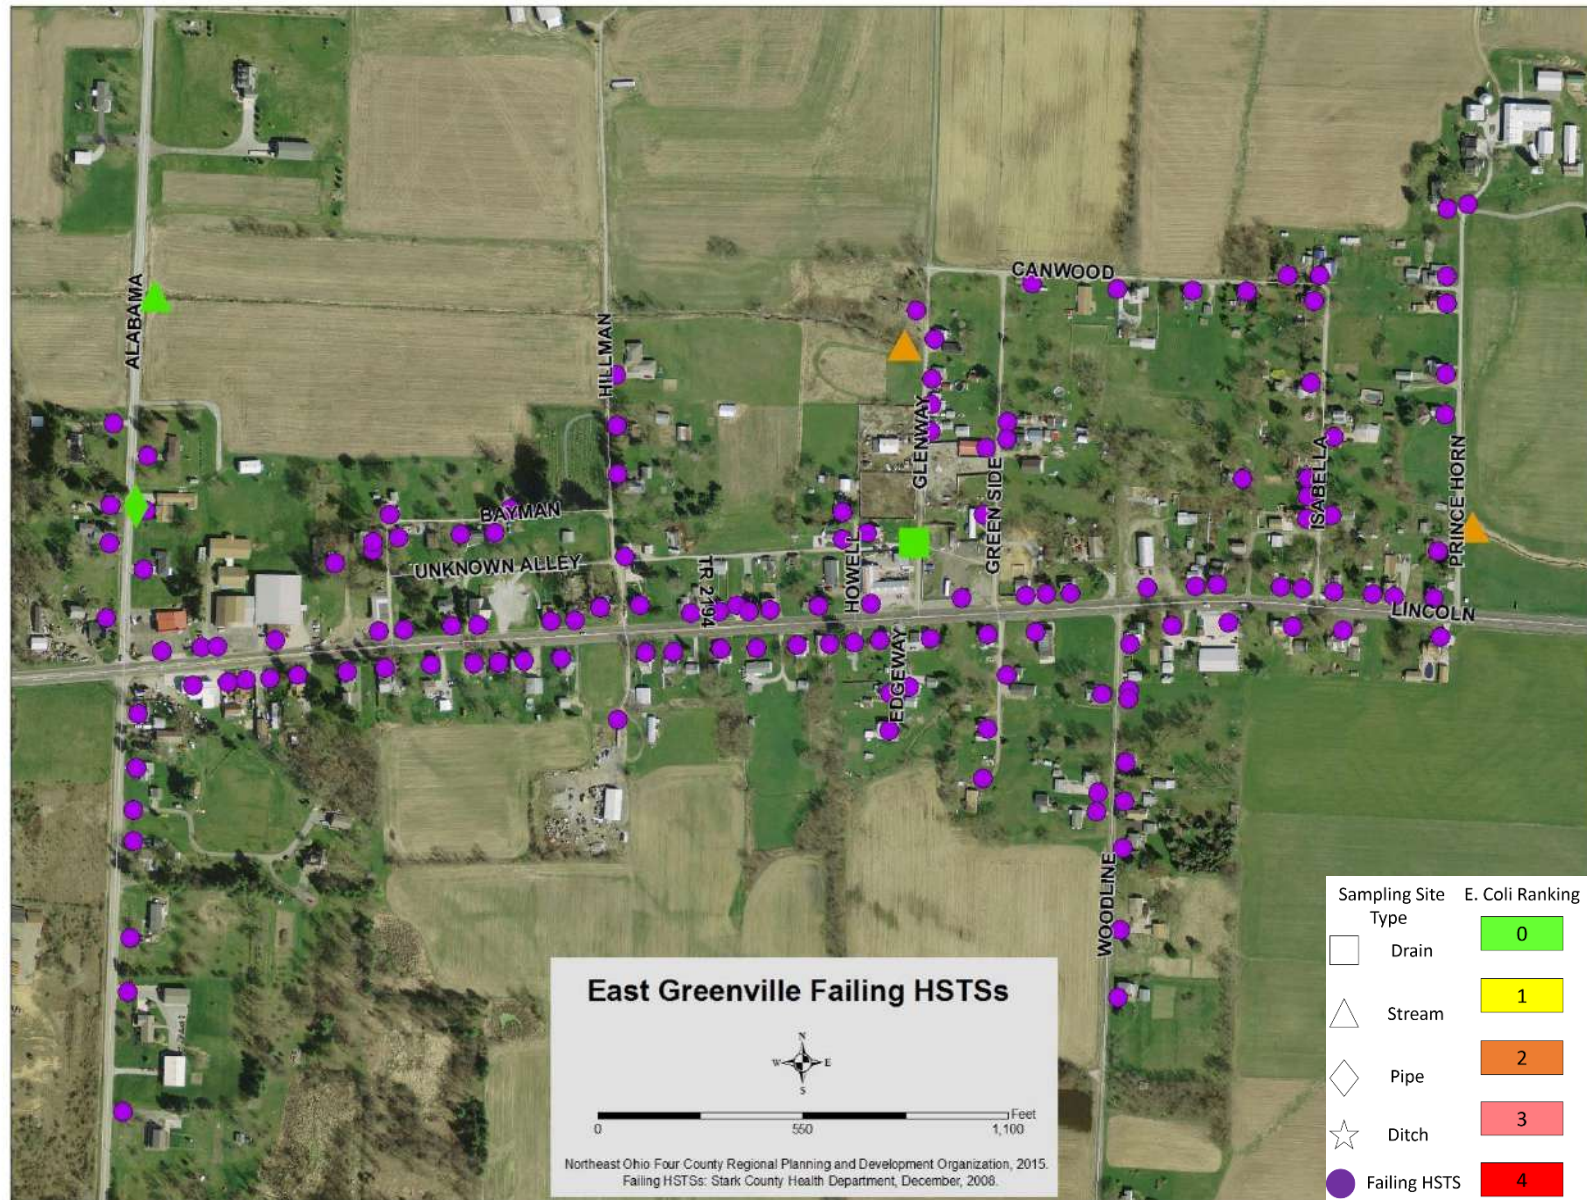 CANWOOD
ALABAMA
HILLMAN
GLENWAY
GREEN SIDE
ISABELLA
PRINCE HORN
BAYMAN
UNKNOWN ALLEY
TR 2194
HOWELL
LINCOLN
EDGEWAY
WOODLINE
East Greenville Failing HSTSs
N
W E
S
Feet
0 550 1,100
Northeast Ohio Four County Regional Planning and Development Organization, 2015.
Failing HSTSs: Stark County Health Department, December, 2008.
Sampling Site
Type
Drain
Stream
Pipe
Ditch
Failing HSTS
E. Coli Ranking
0
1
2
3
4